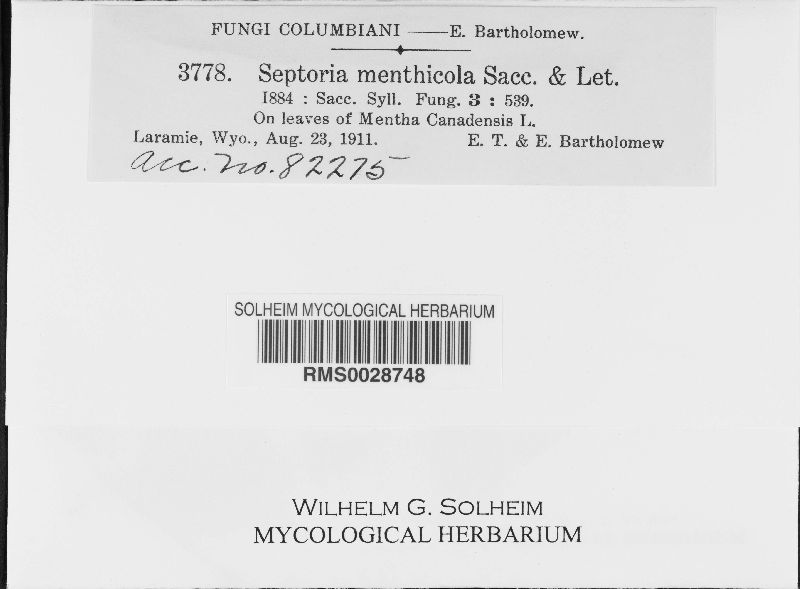 FUNGI COLUMBIANI —— E. Bartholomew.
3778. Septoria menthicola Sacc. & Let.
1884 : Sacc. Syll. Fung. 3 : 539.
On leaves of Mentha Canadensis L.
Laramie, Wyo., Aug. 23, 1911. E. T. & E. Bartholomew
acc. no. 82275
SOLHEIM MYCOLOGICAL HERBARIUM
RMS0028748
WILHELM G. SOLHEIM
MYCOLOGICAL HERBARIUM